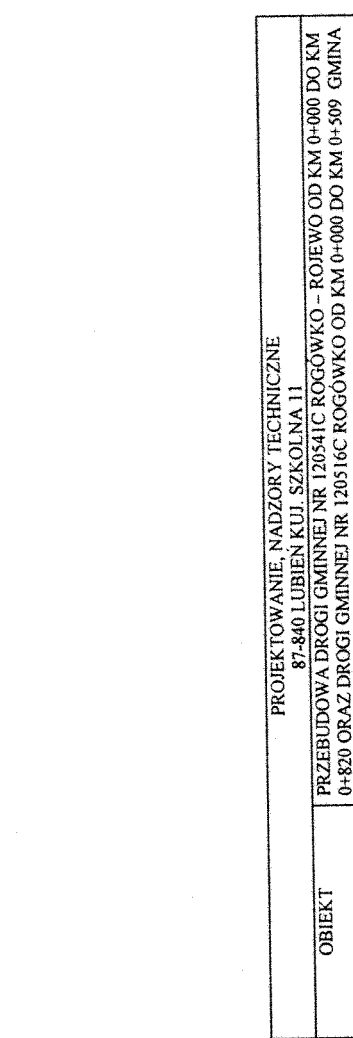 PROJEKTOWANIE, NADZORY TECHNICZNE
87-840 LUBIEŃ KUJ. SZKOLNA 11
OBIEKT
PRZEBUDOWA DROGI GMINNEJ NR 120541C ROGÓWKO – ROJEWO OD KM 0+000 DO KM
0+820 ORAZ DROGI GMINNEJ NR 120516C ROGÓWKO OD KM 0+000 DO KM 0+509 GMINA